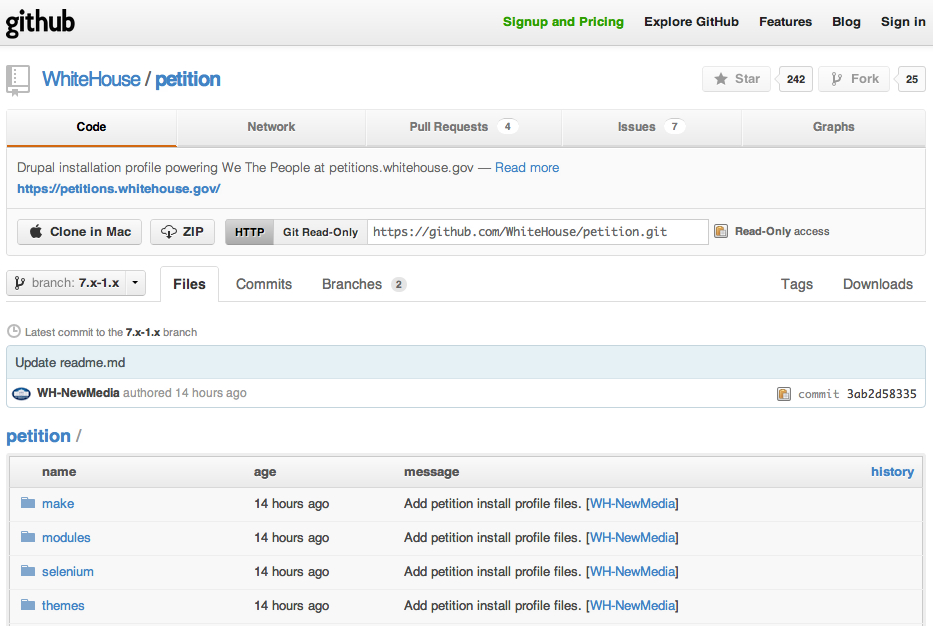 github Signup and Pricing Explore GitHub Features Blog Sign in
WhiteHouse / petition Star 242 Fork 25
Code Network Pull Requests 4 Issues 7 Graphs
Drupal installation profile powering We The People at petitions.whitehouse.gov — Read more
https://petitions.whitehouse.gov/
Clone in Mac ZIP HTTP Git Read-Only https://github.com/WhiteHouse/petition.git Read-Only access
branch: 7.x-1.x Files Commits Branches 2 Tags Downloads
Latest commit to the 7.x-1.x branch
Update readme.md
WH-NewMedia authored 14 hours ago commit 3ab2d58335
petition /
name age message history
make 14 hours ago Add petition install profile files. [WH-NewMedia]
modules 14 hours ago Add petition install profile files. [WH-NewMedia]
selenium 14 hours ago Add petition install profile files. [WH-NewMedia]
themes 14 hours ago Add petition install profile files. [WH-NewMedia]